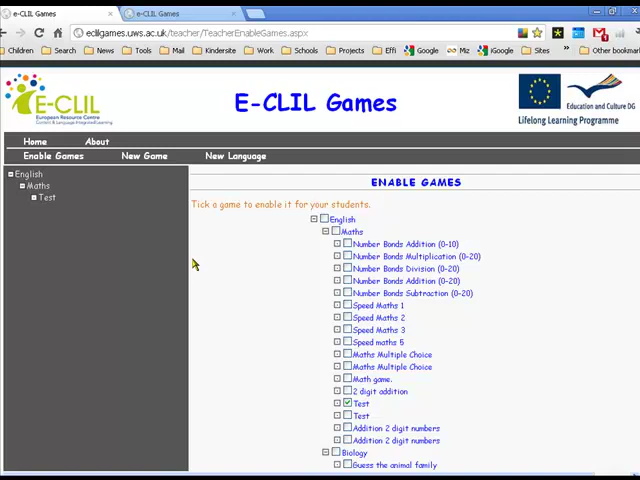 e-CLIL Games
e-CLIL Games
eclilgames.uws.ac.uk/teacher/TeacherEnableGames.aspx
Children Search News Tools Mail Kindersite Work Schools Projects Effi Google Miz iGoogle Sites » Other bookmar
E-CLIL
European Resource Centre
E-CLIL Games
Education and Culture DG
Lifelong Learning Programme
Home About
Enable Games New Game New Language
English
Maths
Test
ENABLE GAMES
Tick a game to enable it for your students.
English
Maths
Number Bonds Addition (0-10)
Number Bonds Multiplication (0-20)
Number Bonds Division (0-20)
Number Bonds Addition (0-20)
Number Bonds Subtraction (0-20)
Speed Maths 1
Speed Maths 2
Speed Maths 3
Speed maths 5
Maths Multiple Choice
Maths Multiple Choice
Math game.
2 digit addition
Test
Test
Addition 2 digit numbers
Addition 2 digit numbers
Biology
Guess the animal family